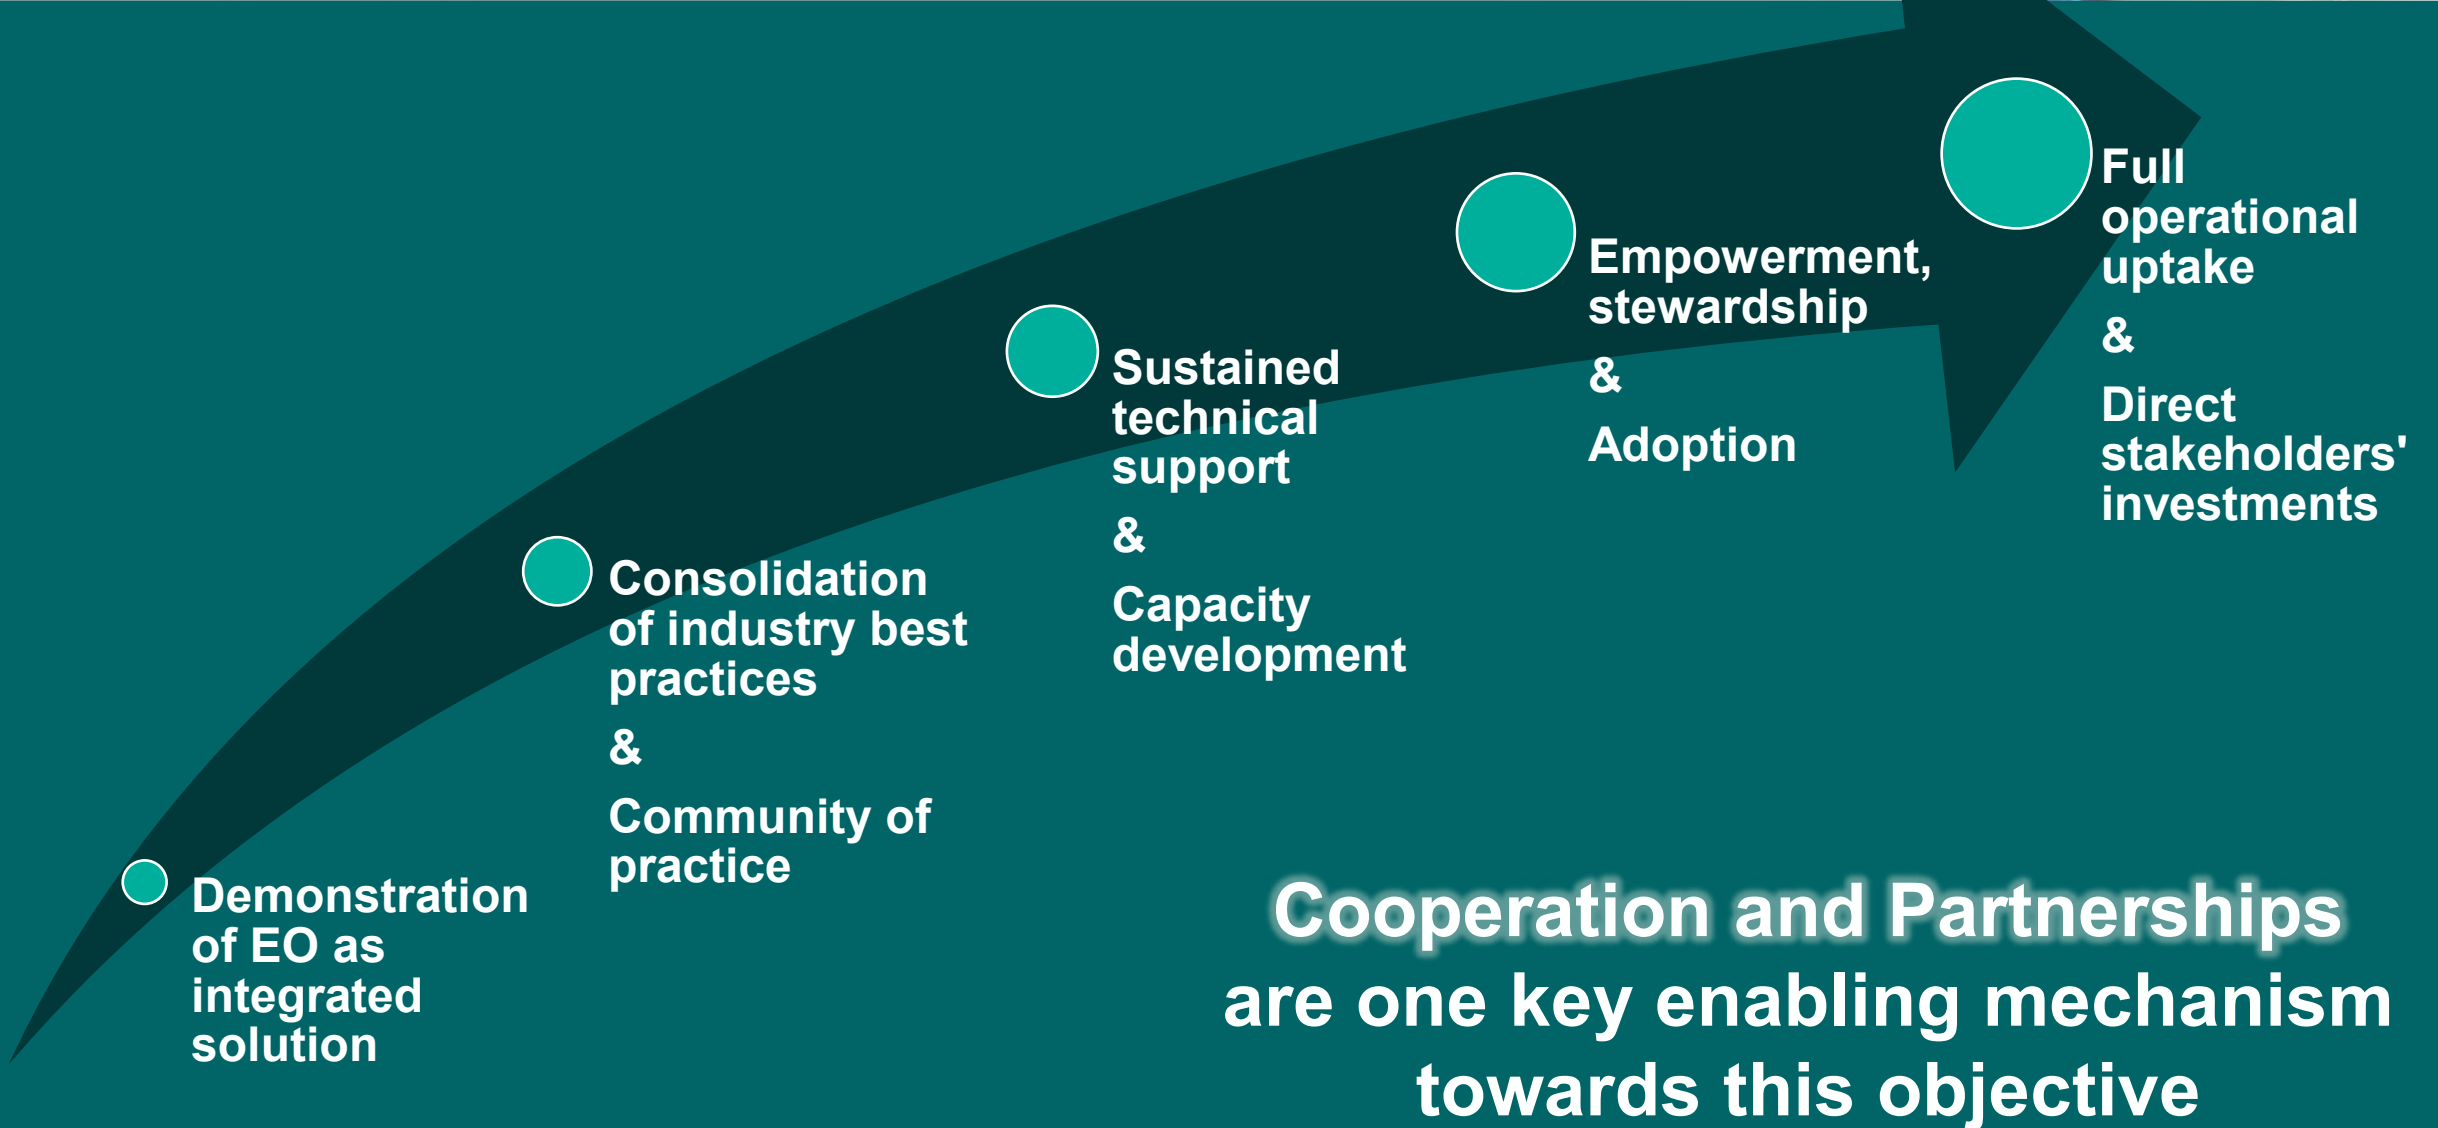 Demonstration
of EO as
integrated
solution
Consolidation
of industry best
practices
&
Community of
practice
Sustained
technical
support
&
Capacity
development
Empowerment,
stewardship
&
Adoption
Full
operational
uptake
&
Direct
stakeholders'
investments
Cooperation and Partnerships
are one key enabling mechanism
towards this objective